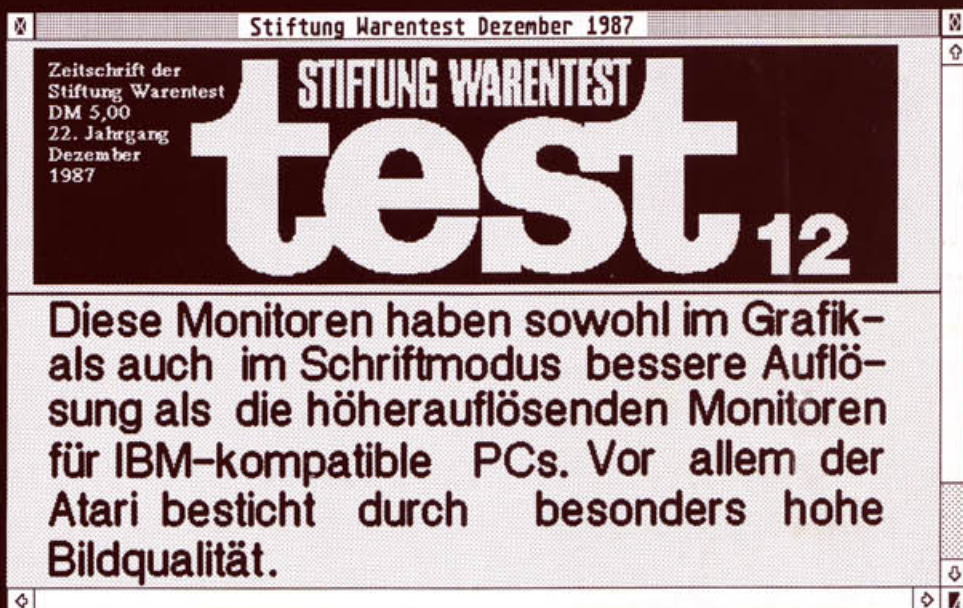 Stiftung Warentest Dezember 1987
Zeitschrift der
Stiftung Warentest
DM 5,00
22. Jahrgang
Dezember
1987
STIFTUNG WARENTEST
test 12
Diese Monitoren haben sowohl im Grafik-
als auch im Schriftmodus bessere Auflö-
sung als die höherauflösenden Monitoren
für IBM-kompatible PCs. Vor allem der
Atari besticht durch besonders hohe
Bildqualität.